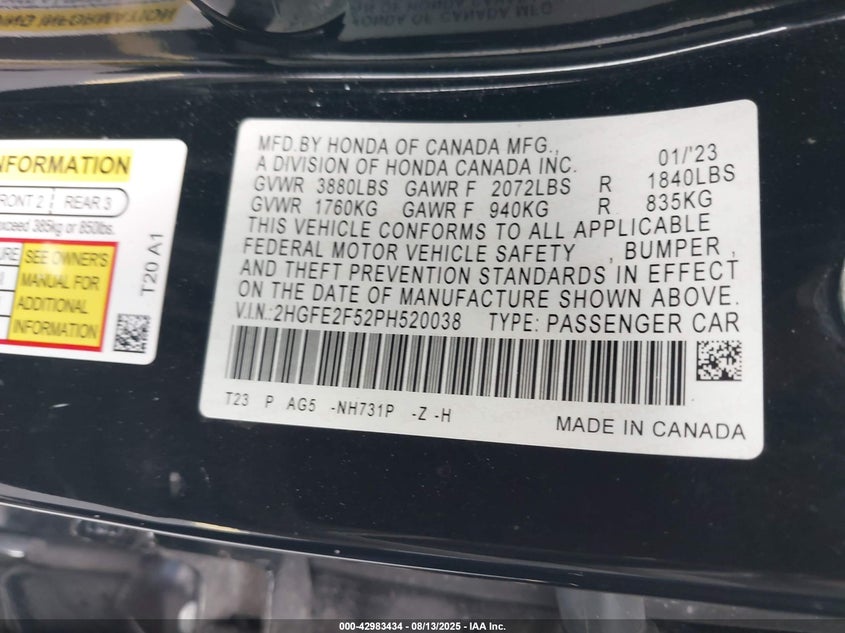 INFORMATION
FRONT 2 | REAR 3
exceed 385kg or 850lbs.
SEE OWNER'S
MANUAL FOR
ADDITIONAL
INFORMATION
T20 A1
MFD.BY HONDA OF CANADA MFG.,
A DIVISION OF HONDA CANADA INC. 01/'23
GVWR 3880LBS GAWR F 2072LBS R 1840LBS
GVWR 1760KG GAWR F 940KG R 835KG
THIS VEHICLE CONFORMS TO ALL APPLICABLE
FEDERAL MOTOR VEHICLE SAFETY , BUMPER ,
AND THEFT PREVENTION STANDARDS IN EFFECT
ON THE DATE OF MANUFACTURE SHOWN ABOVE.
V.I.N.:2HGFE2F52PH520038 TYPE: PASSENGER CAR
T23 P AG5 -NH731P -Z -H
MADE IN CANADA
000-42983434 - 08/13/2025 - IAA Inc.